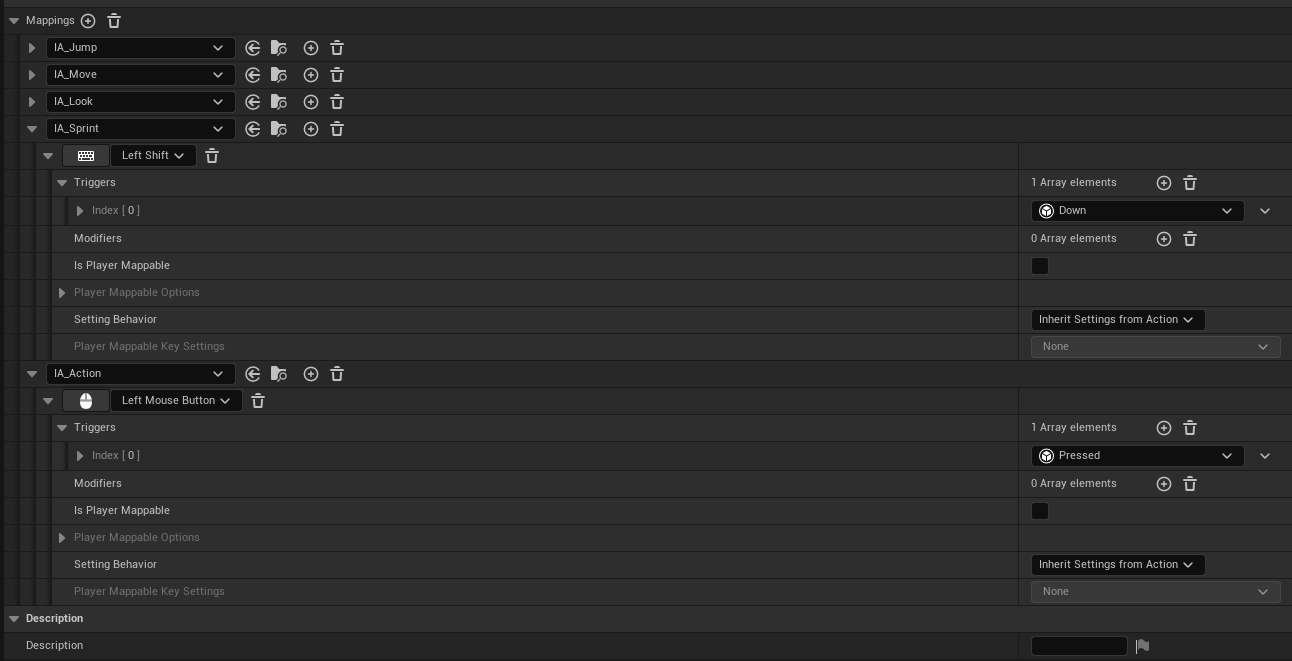 Mappings
IA_Jump
IA_Move
IA_Look
IA_Sprint
Left Shift
Triggers 1 Array elements
Index [ 0 ] Down
Modifiers 0 Array elements
Is Player Mappable
Player Mappable Options
Setting Behavior Inherit Settings from Action
Player Mappable Key Settings None
IA_Action
Left Mouse Button
Triggers 1 Array elements
Index [ 0 ] Pressed
Modifiers 0 Array elements
Is Player Mappable
Player Mappable Options
Setting Behavior Inherit Settings from Action
Player Mappable Key Settings None
Description
Description